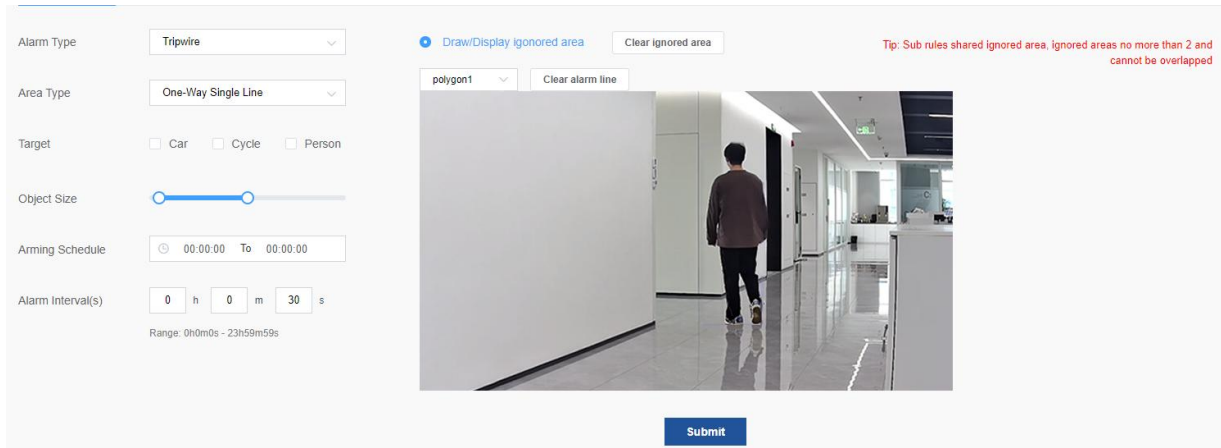 Alarm Type
Tripwire
Draw/Display igonored area
Clear ignored area
Tip: Sub rules shared ignored area, ignored areas no more than 2 and
cannot be overlapped
polygon1
Clear alarm line
Area Type
One-Way Single Line
Target
Car
Cycle
Person
Object Size
Arming Schedule
00:00:00 To 00:00:00
Alarm Interval(s)
0 h 0 m 30 s
Range: 0h0m0s - 23h59m59s
Submit